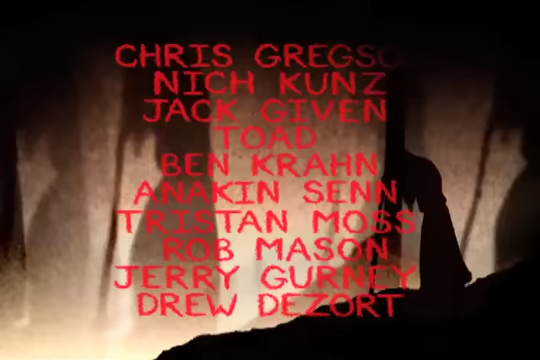 CHRIS GREGSO
NICH KUNZ
JACK GIVEN
TOAD
BEN KRAHN
ANAKIN SENN
TRISTAN MOSS
ROB MASON
JERRY GURNEY
DREW DEZORT